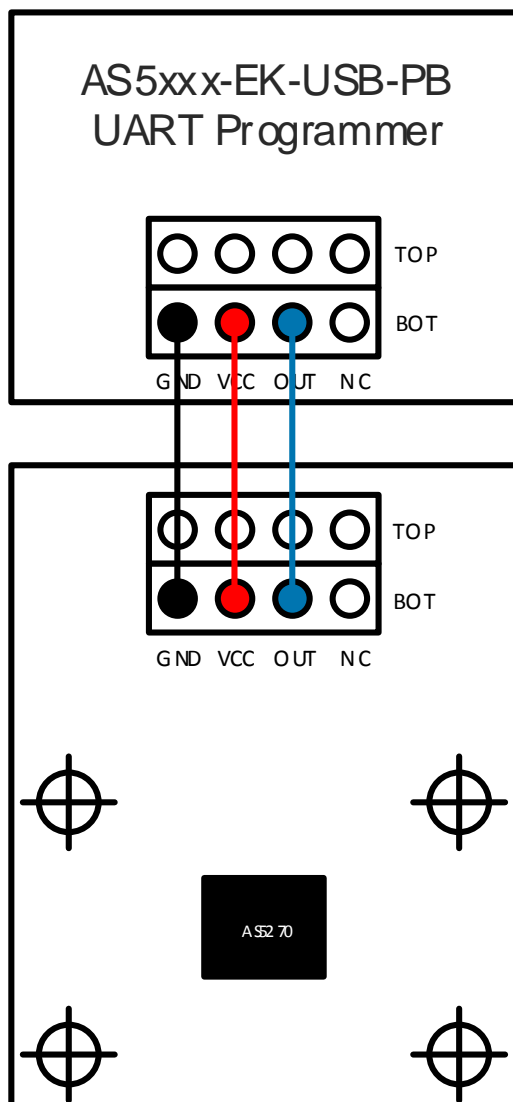 AS5xxx-EK-USB-PB
UART Programmer
TOP
BOT
GND VCC OUT NC
TOP
BOT
GND VCC OUT NC
AS5270